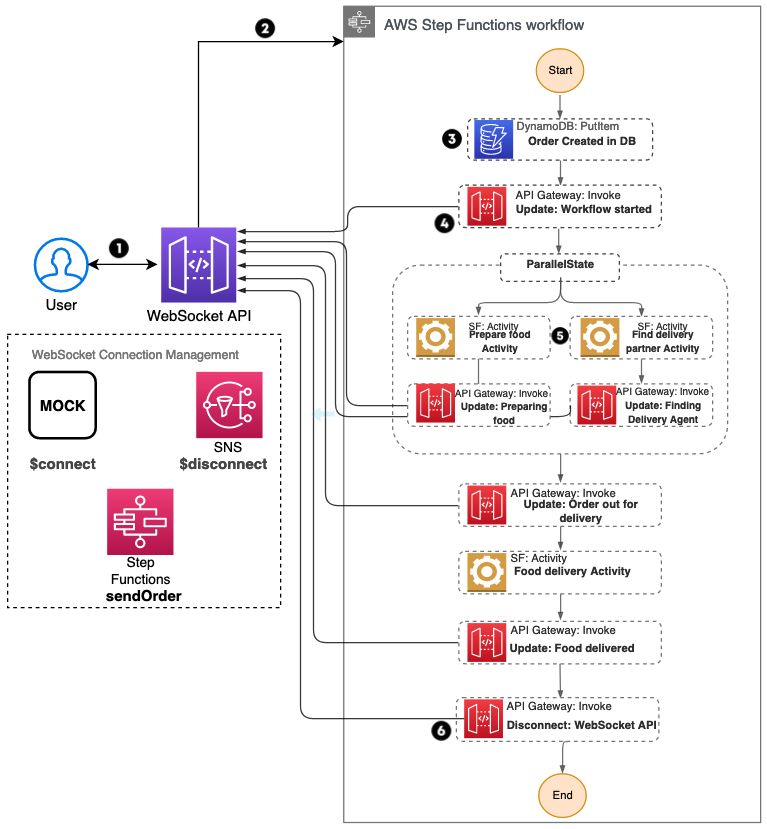 AWS Step Functions workflow
2
Start
DynamoDB: PutItem
Order Created in DB
3
API Gateway: Invoke
Update: Workflow started
4
1
User
WebSocket API
ParallelState
SF: Activity
Prepare food
Activity
5
SF: Activity
Find delivery
partner Activity
API Gateway: Invoke
Update: Preparing
food
API Gateway: Invoke
Update: Finding
Delivery Agent
WebSocket Connection Management
MOCK
$connect
SNS
$disconnect
Step
Functions
sendOrder
API Gateway: Invoke
Update: Order out for
delivery
SF: Activity
Food delivery Activity
API Gateway: Invoke
Update: Food delivered
API Gateway: Invoke
Disconnect: WebSocket API
6
End